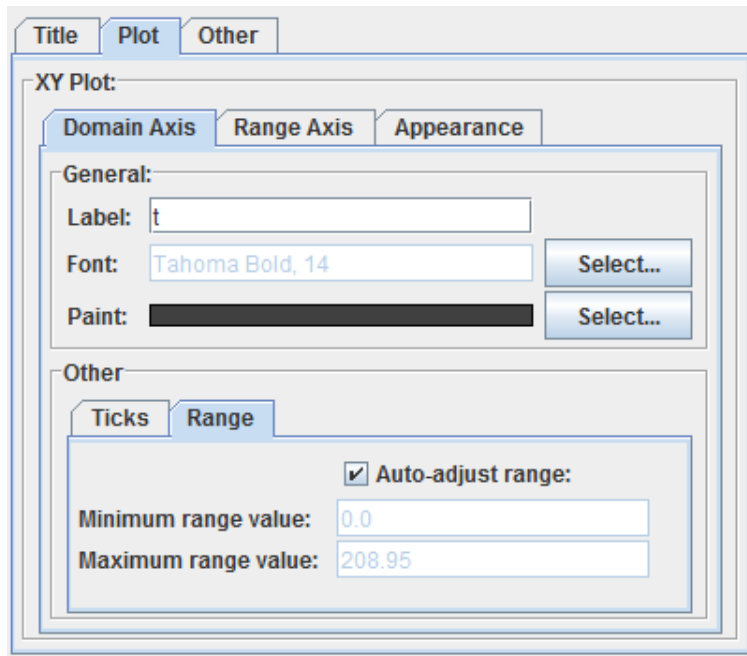 Title Plot Other
XY Plot:
Domain Axis Range Axis Appearance
General:
Label: t
Font: Tahoma Bold, 14 Select...
Paint: Select...
Other
Ticks Range
Auto-adjust range:
Minimum range value: 0.0
Maximum range value: 208.95